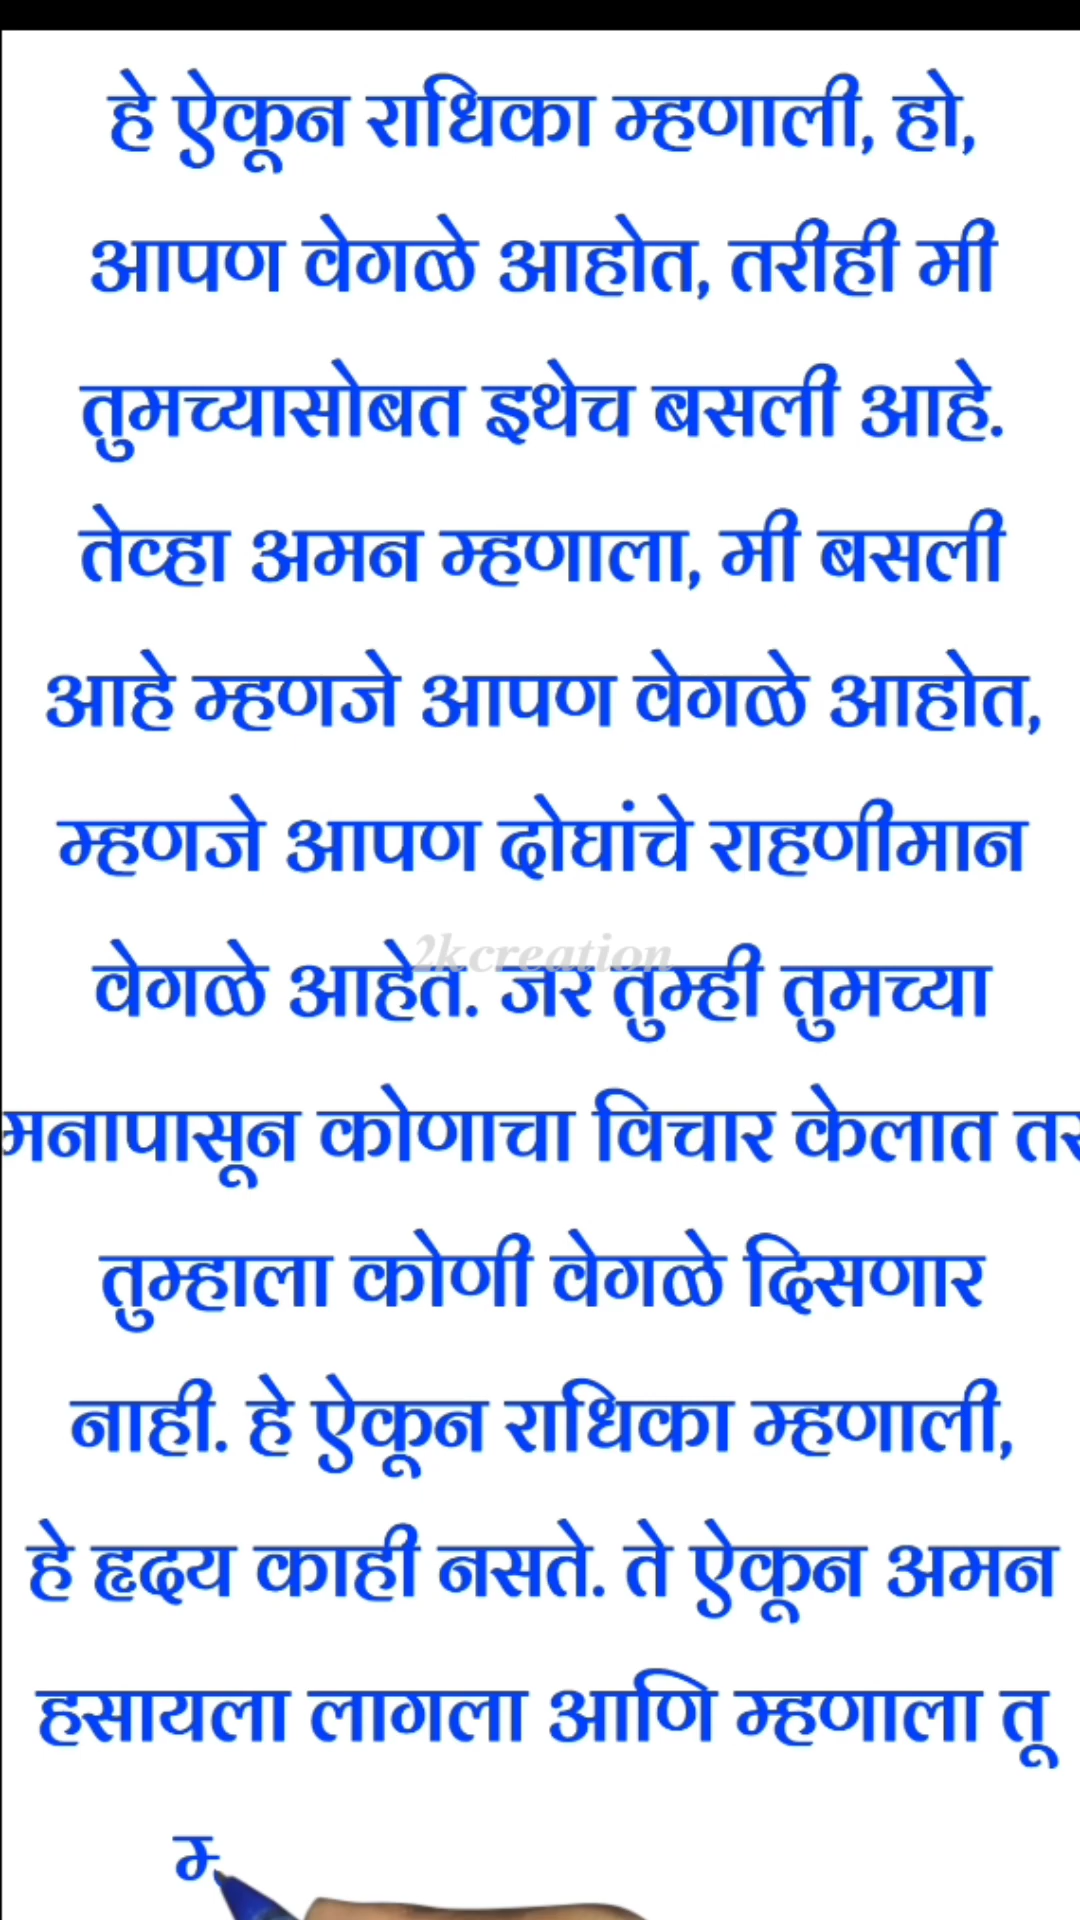 हे ऐकून राधिका म्हणाली, हो,
आपण वेगळे आहोत, तरीही मी
तुमच्यासोबत इथेच बसली आहे.
तेव्हा अमन म्हणाला, मी बसली
आहे म्हणजे आपण वेगळे आहोत,
म्हणजे आपण दोघांचे राहणीमान
2kcreation
वेगळे आहेत. जर तुम्ही तुमच्या
मनापासून कोणाचा विचार केलात तर
तुम्हाला कोणी वेगळे दिसणार
नाही. हे ऐकून राधिका म्हणाली,
हे हृदय काही नसते. ते ऐकून अमन
हसायला लागला आणि म्हणाला तू
म